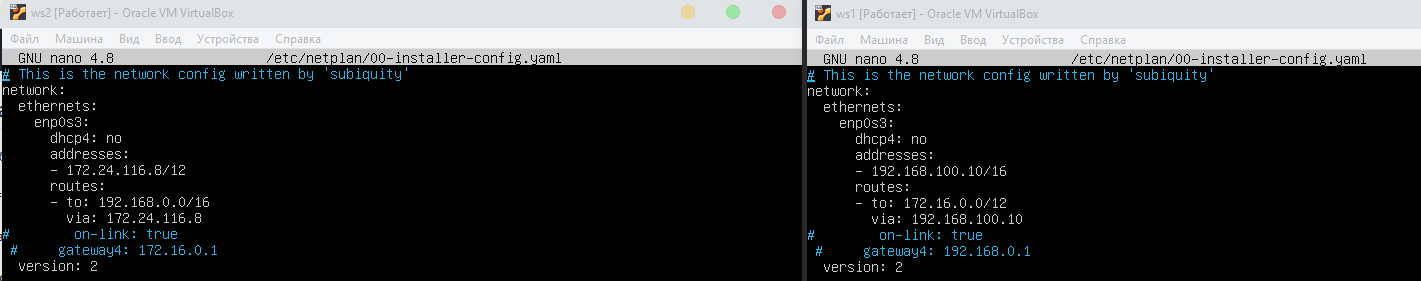 ws2 [Работает] - Oracle VM VirtualBox
Файл Машина Вид Ввод Устройства Справка
GNU nano 4.8 /etc/netplan/00-installer-config.yaml
# This is the network config written by 'subiquity'
network:
  ethernets:
    enp0s3:
      dhcp4: no
      addresses:
      - 172.24.116.8/12
      routes:
      - to: 192.168.0.0/16
        via: 172.24.116.8
#        on-link: true
 #     gateway4: 172.16.0.1
  version: 2
ws1 [Работает] - Oracle VM VirtualBox
Файл Машина Вид Ввод Устройства Справка
GNU nano 4.8 /etc/netplan/00-installer-config.yaml
# This is the network config written by 'subiquity'
network:
  ethernets:
    enp0s3:
      dhcp4: no
      addresses:
      - 192.168.100.10/16
      routes:
      - to: 172.16.0.0/12
        via: 192.168.100.10
#        on-link: true
 #     gateway4: 192.168.0.1
  version: 2